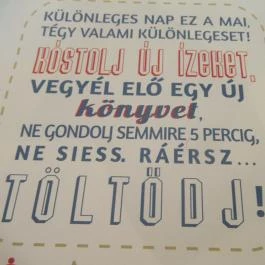 KÜLÖNLEGES NAP EZ A MAI,
TÉGY VALAMI KÜLÖNLEGESET!
KÓSTOLJ ÚJ ÍZEKET,
VEGYÉL ELŐ EGY ÚJ
könyvet,
NE GONDOLJ SEMMIRE 5 PERCIG,
NE SIESS. RÁÉRSZ...
TÖLTŐDJ!